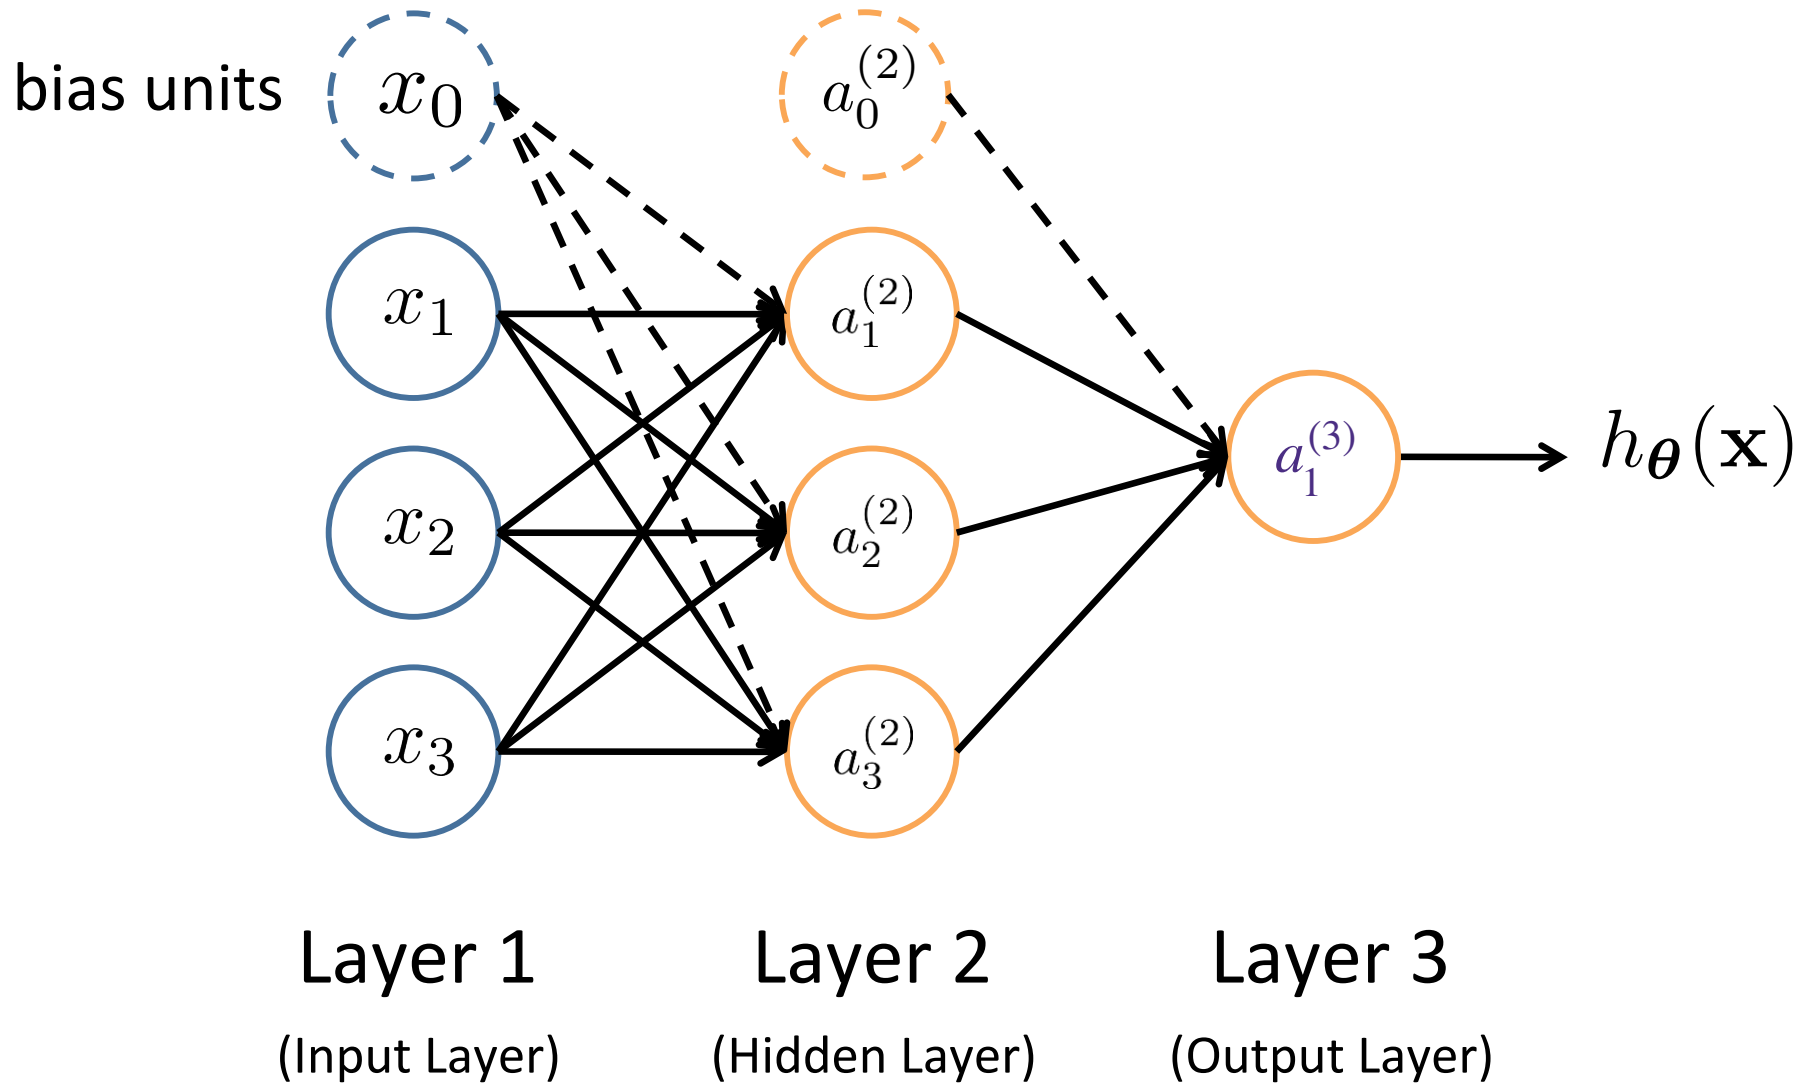 bias units
x₀
a₀⁽²⁾
x₁
a₁⁽²⁾
x₂
a₂⁽²⁾
x₃
a₃⁽²⁾
a₁⁽³⁾
h_𝜽(𝐱)
Layer 1
Layer 2
Layer 3
(Input Layer)
(Hidden Layer)
(Output Layer)